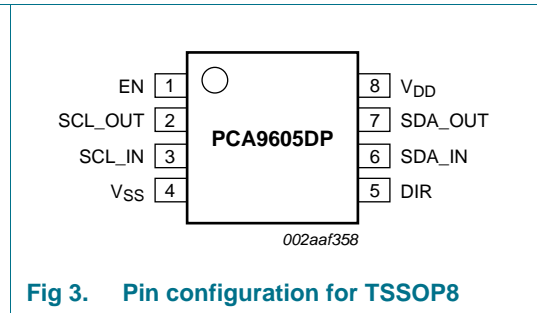 EN 1 8 VDD
SCL_OUT 2 PCA9605DP 7 SDA_OUT
SCL_IN 3 6 SDA_IN
VSS 4 5 DIR
002aaf358
Fig 3. Pin configuration for TSSOP8